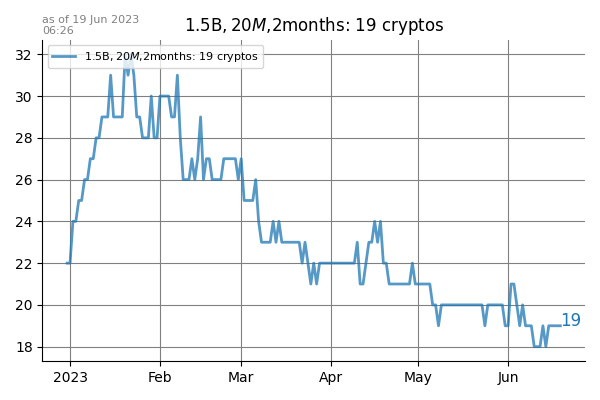 as of 19 Jun 2023
06:26
1.5B, 20M,2months: 19 cryptos
1.5B, 20M,2months: 19 cryptos
32
30
28
26
24
22
20
18
19
2023 Feb Mar Apr May Jun